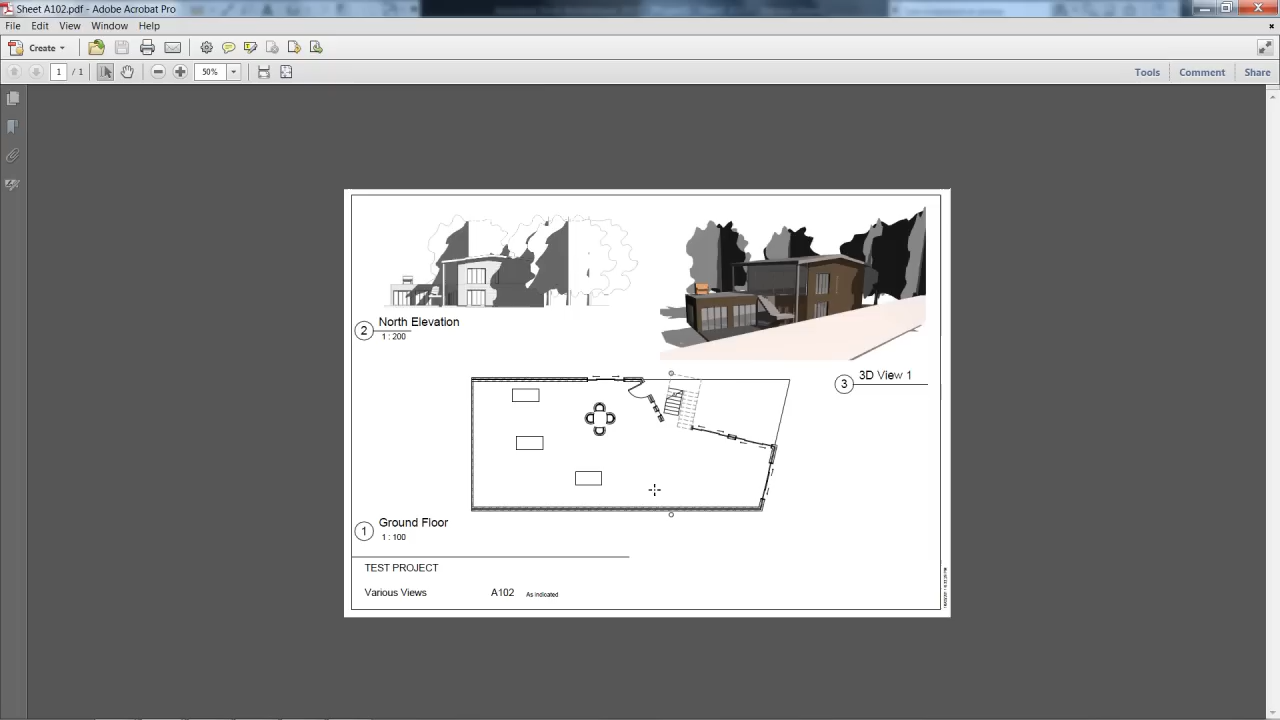 Sheet A102.pdf - Adobe Acrobat Pro
File Edit View Window Help
Create
1 / 1 50% Tools Comment Share
2 North Elevation
1 : 200
3 3D View 1
1 Ground Floor
1 : 100
TEST PROJECT
Various Views A102 As indicated